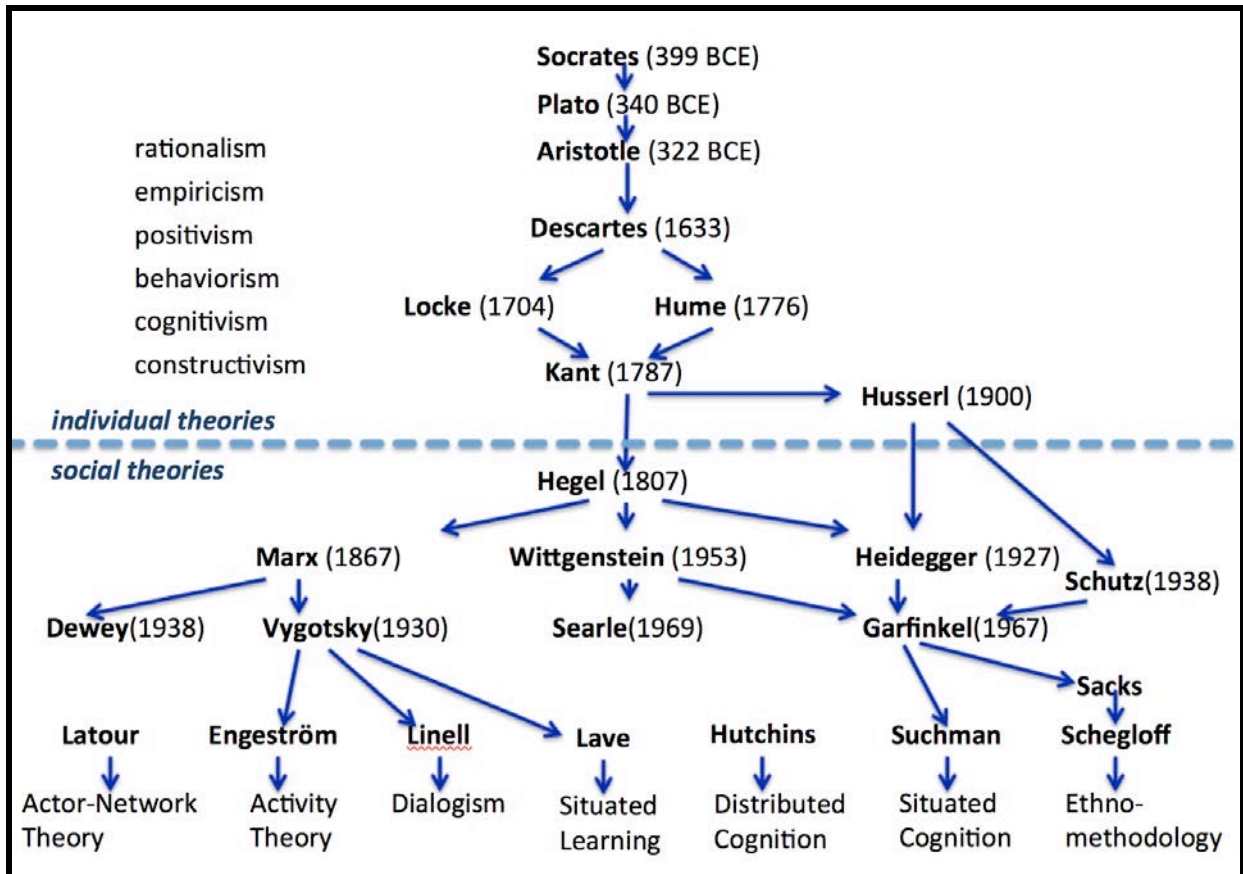 Socrates (399 BCE)
Plato (340 BCE)
Aristotle (322 BCE)
rationalism
empiricism
positivism
behaviorism
cognitivism
constructivism
Descartes (1633)
Locke (1704)
Hume (1776)
Kant (1787)
Husserl (1900)
individual theories
social theories
Hegel (1807)
Marx (1867)
Wittgenstein (1953)
Heidegger (1927)
Schutz(1938)
Dewey(1938)
Vygotsky(1930)
Searle(1969)
Garfinkel(1967)
Sacks
Latour
Engeström
Linell
Lave
Hutchins
Suchman
Schegloff
Actor-Network
Theory
Activity
Theory
Dialogism
Situated
Learning
Distributed
Cognition
Situated
Cognition
Ethno-
methodology